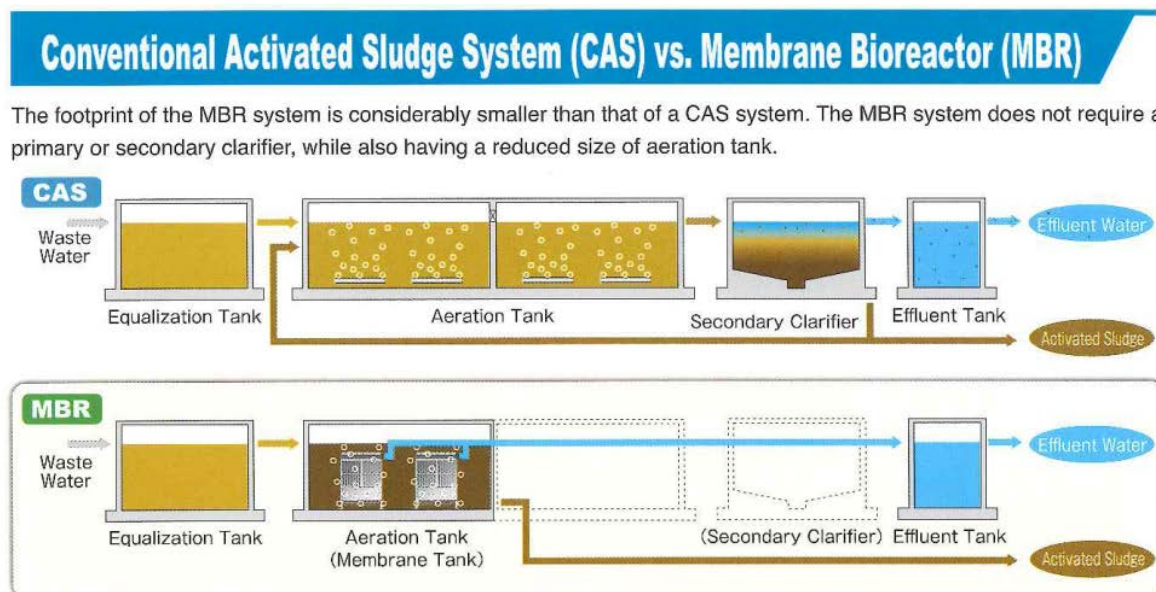 Conventional Activated Sludge System (CAS) vs. Membrane Bioreactor (MBR)
The footprint of the MBR system is considerably smaller than that of a CAS system. The MBR system does not require a
primary or secondary clarifier, while also having a reduced size of aeration tank.
CAS
Waste
Water
Equalization Tank
Aeration Tank
Secondary Clarifier
Effluent Tank
Effluent Water
Activated Sludge
MBR
Waste
Water
Equalization Tank
Aeration Tank
(Membrane Tank)
(Secondary Clarifier)
Effluent Tank
Effluent Water
Activated Sludge